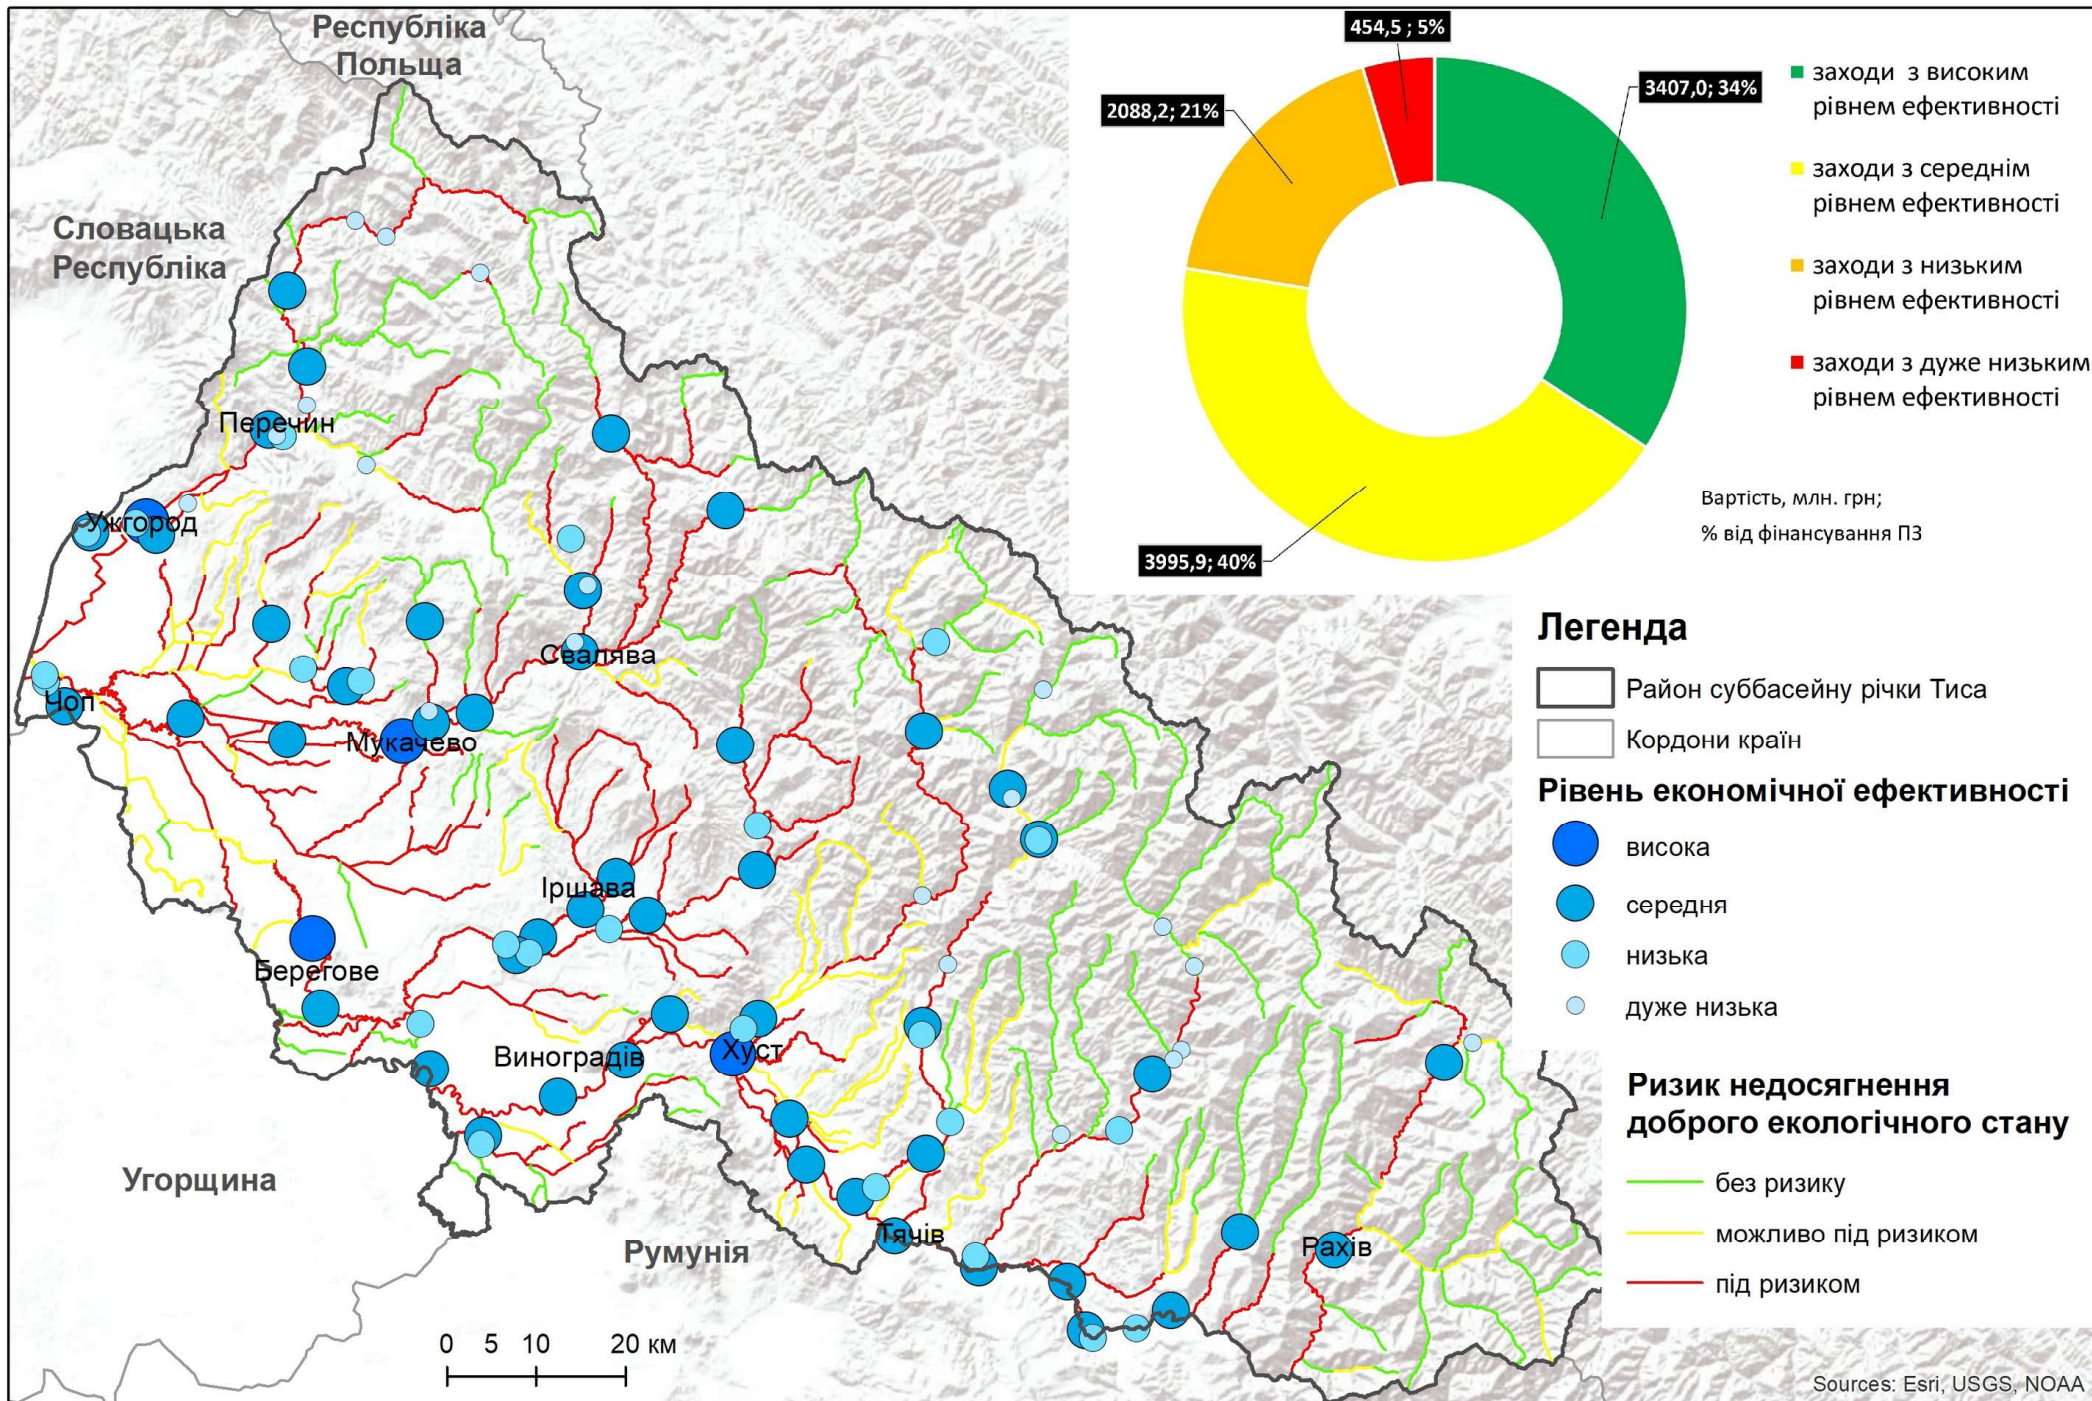 Республіка
Польща
Словацька
Республіка
454,5 ; 5%
2088,2; 21%
3407,0; 34%
3995,9; 40%
заходи з високим
рівнем ефективності
заходи з середнім
рівнем ефективності
заходи з низьким
рівнем ефективності
заходи з дуже низьким
рівнем ефективності
Вартість, млн. грн;
% від фінансування ПЗ
Перечин
Ужгород
Свалява
Чоп
Мукачево
Іршава
Берегове
Виноградів
Хуст
Тячів
Рахів
Угорщина
Румунія
0 5 10 20 км
Легенда
Район суббасейну річки Тиса
Кордони країн
Рівень економічної ефективності
висока
середня
низька
дуже низька
Ризик недосягнення
доброго екологічного стану
без ризику
можливо під ризиком
під ризиком
Sources: Esri, USGS, NOAA